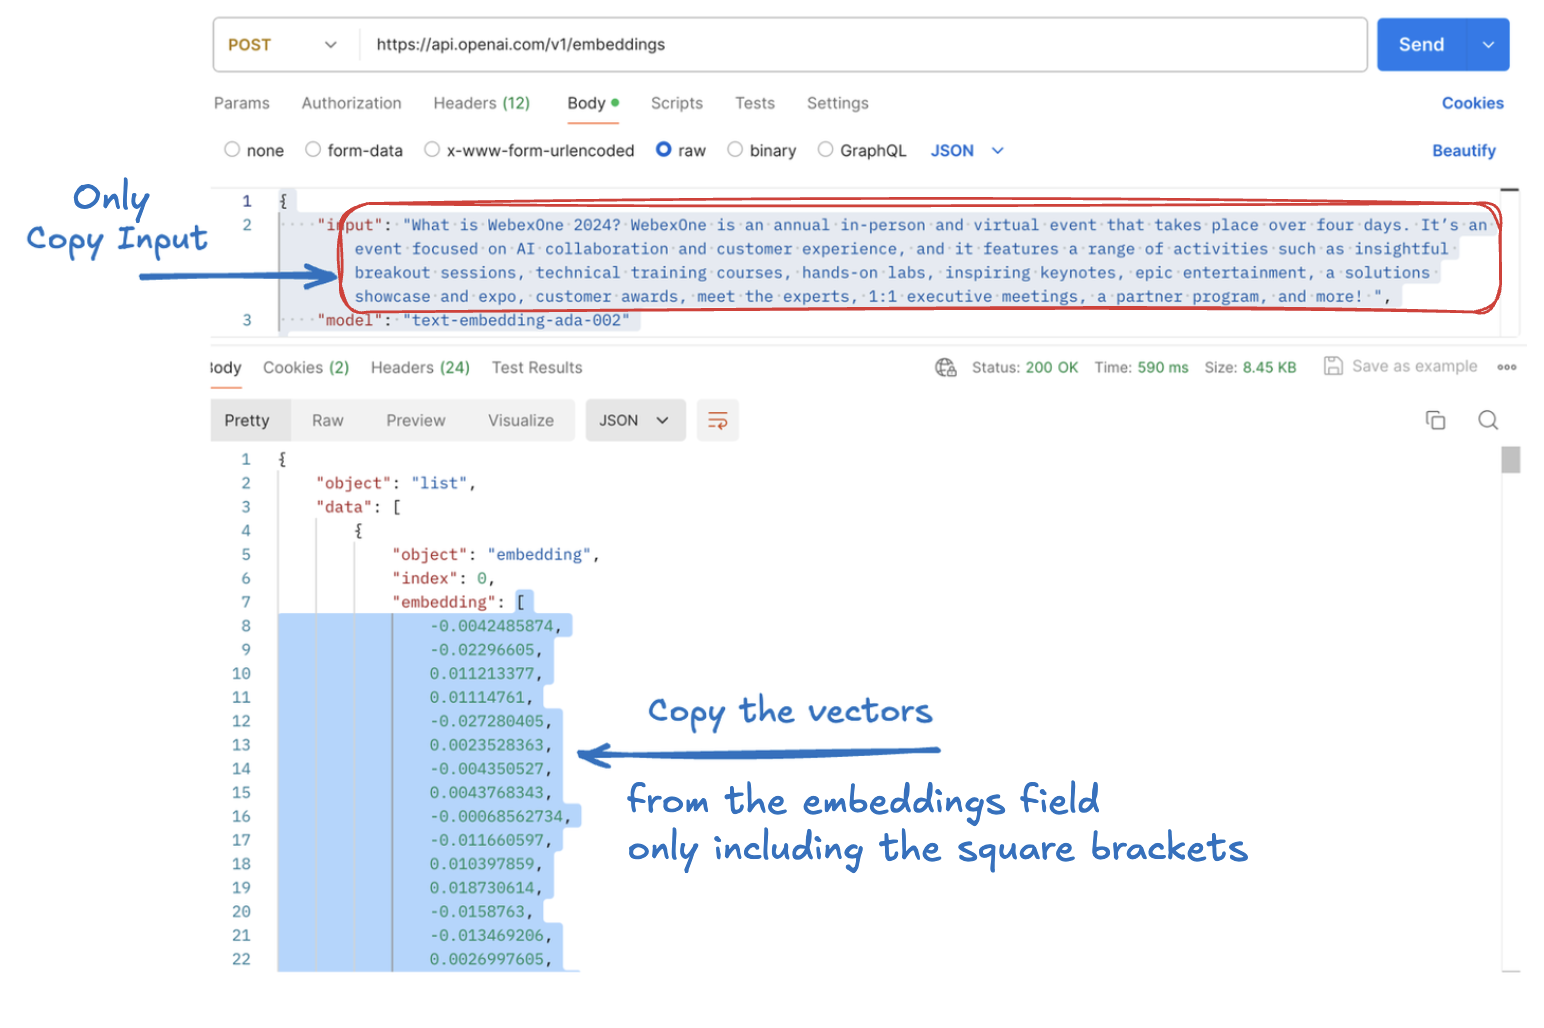 POST https://api.openai.com/v1/embeddings Send
Params Authorization Headers (12) Body Scripts Tests Settings Cookies
none form-data x-www-form-urlencoded raw binary GraphQL JSON Beautify
Only
Copy Input
1 {
2 "input": "What is WebexOne 2024? WebexOne is an annual in-person and virtual event that takes place over four days. It’s an
event focused on AI collaboration and customer experience, and it features a range of activities such as insightful
breakout sessions, technical training courses, hands-on labs, inspiring keynotes, epic entertainment, a solutions
showcase and expo, customer awards, meet the experts, 1:1 executive meetings, a partner program, and more! ",
3 "model": "text-embedding-ada-002"
Body Cookies (2) Headers (24) Test Results Status: 200 OK Time: 590 ms Size: 8.45 KB Save as example
Pretty Raw Preview Visualize JSON
1 {
2 "object": "list",
3 "data": [
4 {
5 "object": "embedding",
6 "index": 0,
7 "embedding": [
8 -0.0042485874,
9 -0.02296605,
10 0.011213377,
11 0.01114761,
12 -0.027280405,
13 0.0023528363,
14 -0.004350527,
15 0.0043768343,
16 -0.00068562734,
17 -0.011660597,
18 0.010397859,
19 0.018730614,
20 -0.0158763,
21 -0.013469206,
22 0.0026997605,
Copy the vectors
from the embeddings field
only including the square brackets